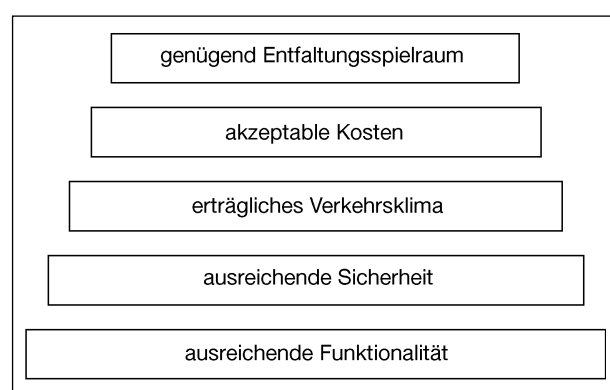 genügend Entfaltungsspielraum
akzeptable Kosten
erträgliches Verkehrsklima
ausreichende Sicherheit
ausreichende Funktionalität